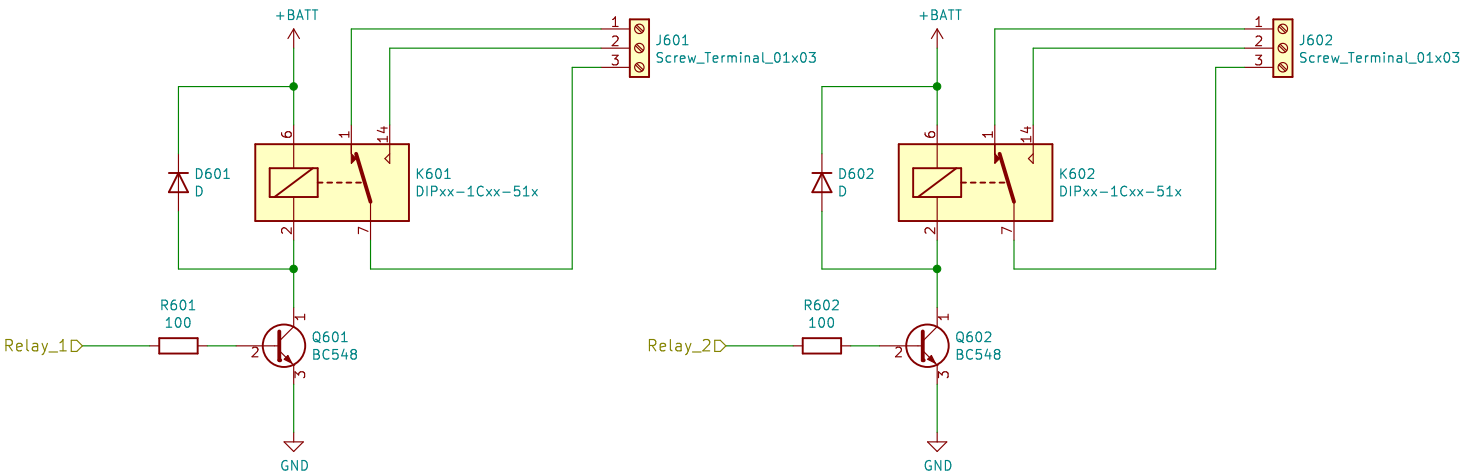 +BATT
1
2
3
J601
Screw_Terminal_01x03
6
1
14
D601
D
K601
DIPxx-1Cxx-51x
2
7
R601
100
Relay_1
1
2
3
Q601
BC548
GND
+BATT
1
2
3
J602
Screw_Terminal_01x03
6
1
14
D602
D
K602
DIPxx-1Cxx-51x
2
7
R602
100
Relay_2
1
2
3
Q602
BC548
GND